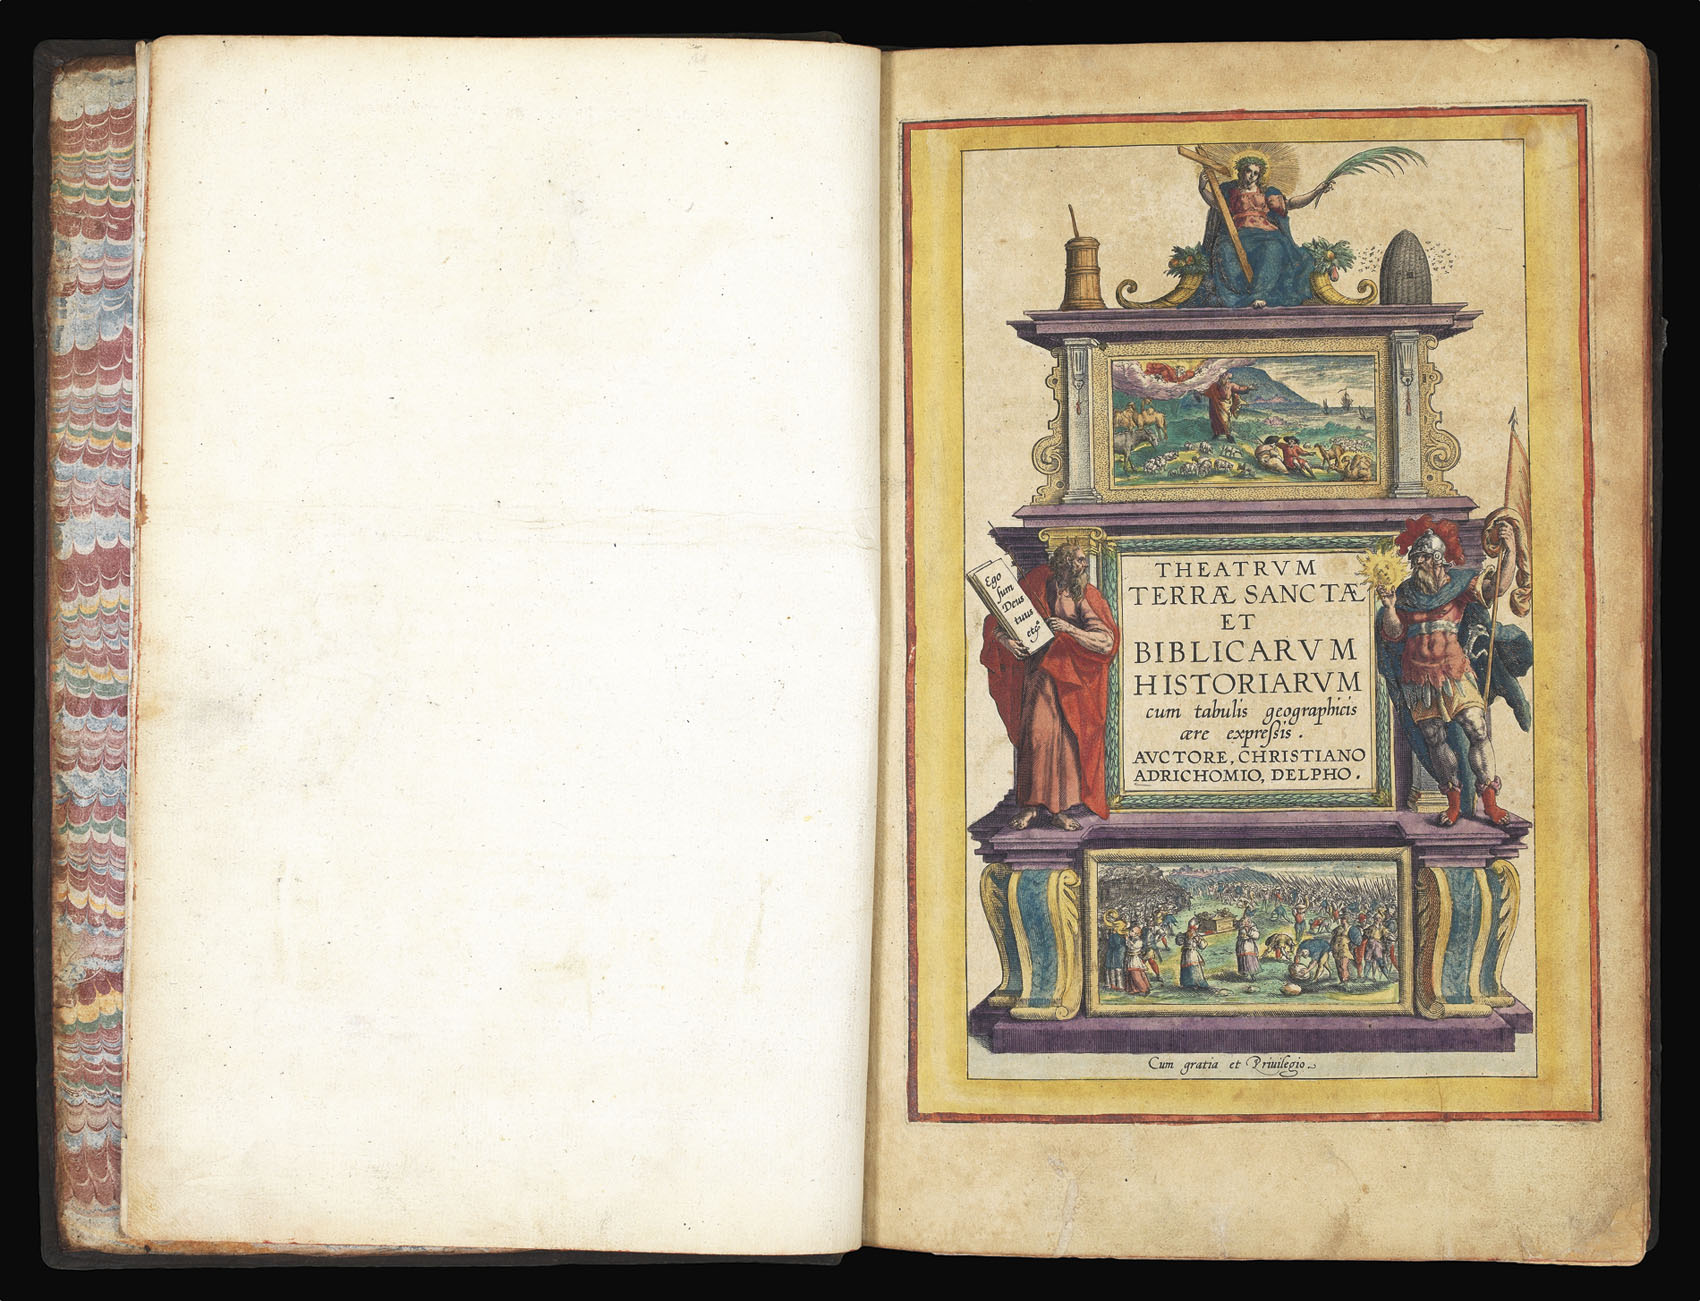 Ego
sum
Deus
tuus
etcª
THEATRVM
TERRÆ SANCTÆ
ET
BIBLICARVM
HISTORIARVM
cum tabulis geographicis
ære expreſsis .
AVCTORE, CHRISTIANO
ADRICHOMIO, DELPHO .
Cum gratia et Priuilegio .